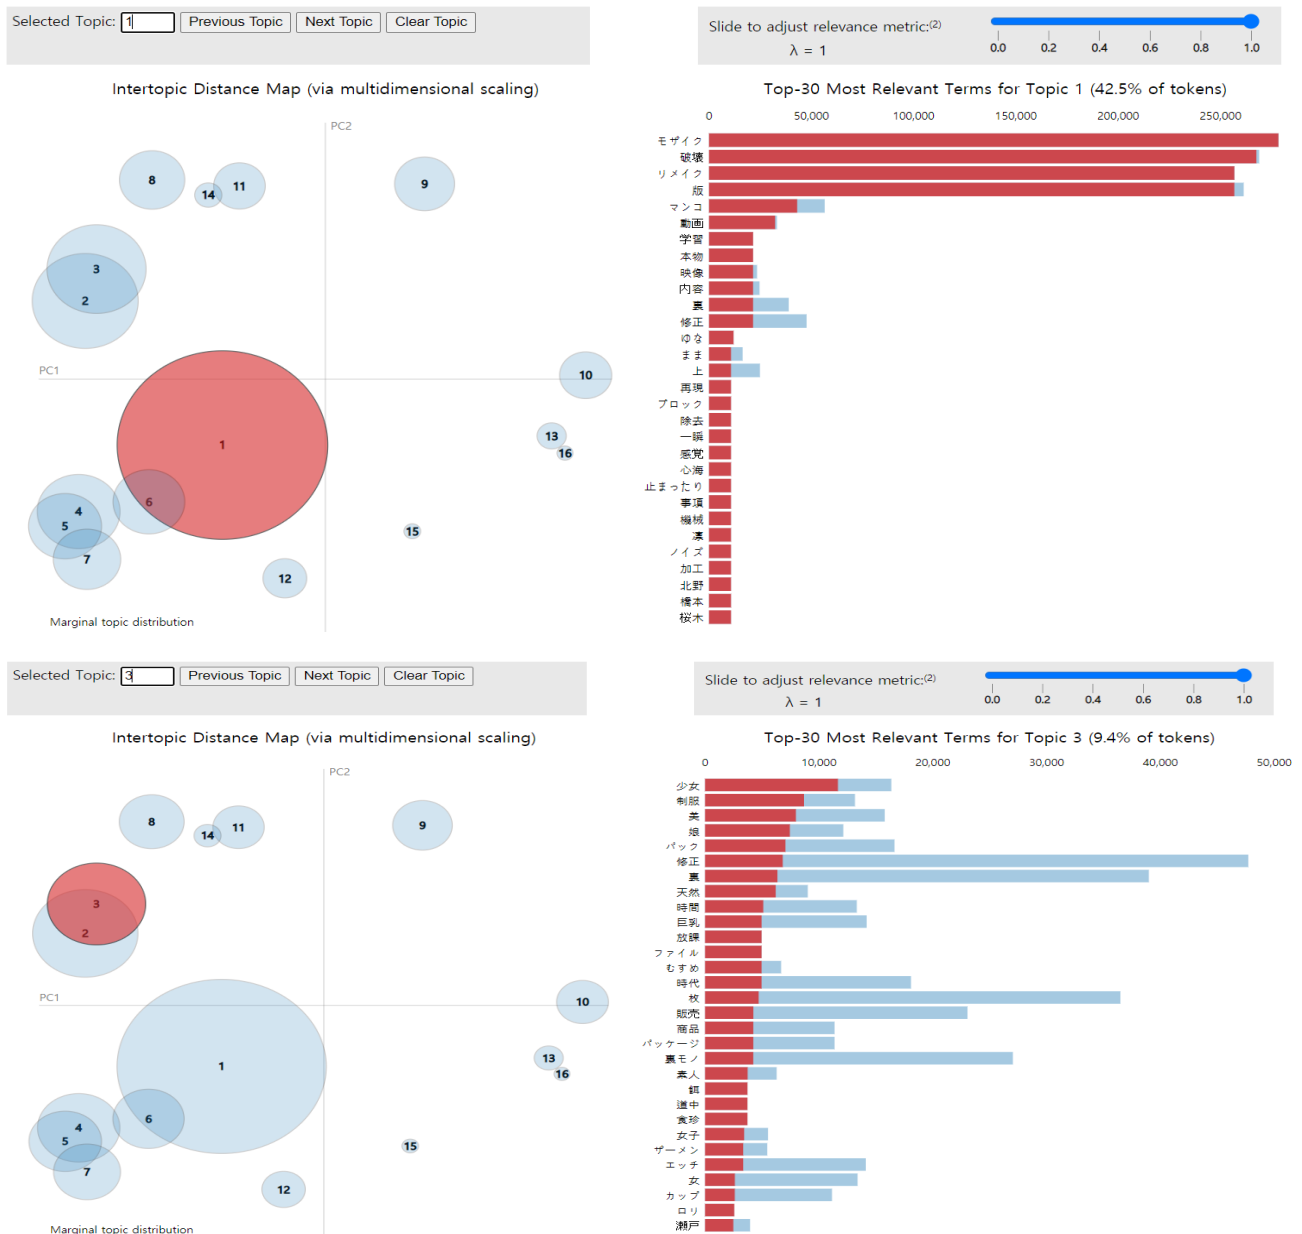 Selected Topic: 1 Previous Topic Next Topic Clear Topic
Slide to adjust relevance metric:(2)
λ = 1
0.0 0.2 0.4 0.6 0.8 1.0
Intertopic Distance Map (via multidimensional scaling)
PC2
PC1
8
14
11
9
3
2
1
10
13
16
6
4
5
7
15
12
Marginal topic distribution
Top-30 Most Relevant Terms for Topic 1 (42.5% of tokens)
0 50,000 100,000 150,000 200,000 250,000
モザイク
破壊
リメイク
版
マンコ
動画
学習
本物
映像
内容
裏
修正
ゆな
まま
上
再現
ブロック
除去
一瞬
感覚
心海
止まったり
事項
機械
凛
ノイズ
加工
北野
橋本
桜木
Selected Topic: 3 Previous Topic Next Topic Clear Topic
Slide to adjust relevance metric:(2)
λ = 1
0.0 0.2 0.4 0.6 0.8 1.0
Intertopic Distance Map (via multidimensional scaling)
PC2
PC1
8
14
11
9
3
2
10
1
13
16
6
4
5
7
15
12
Marginal topic distribution
Top-30 Most Relevant Terms for Topic 3 (9.4% of tokens)
0 10,000 20,000 30,000 40,000 50,000
少女
制服
美
娘
パック
修正
裏
天然
時間
巨乳
放課
ファイル
むすめ
時代
枚
販売
商品
パッケージ
裏モノ
素人
餌
道中
食珍
女子
ザーメン
エッチ
女
カップ
ロリ
瀬戸